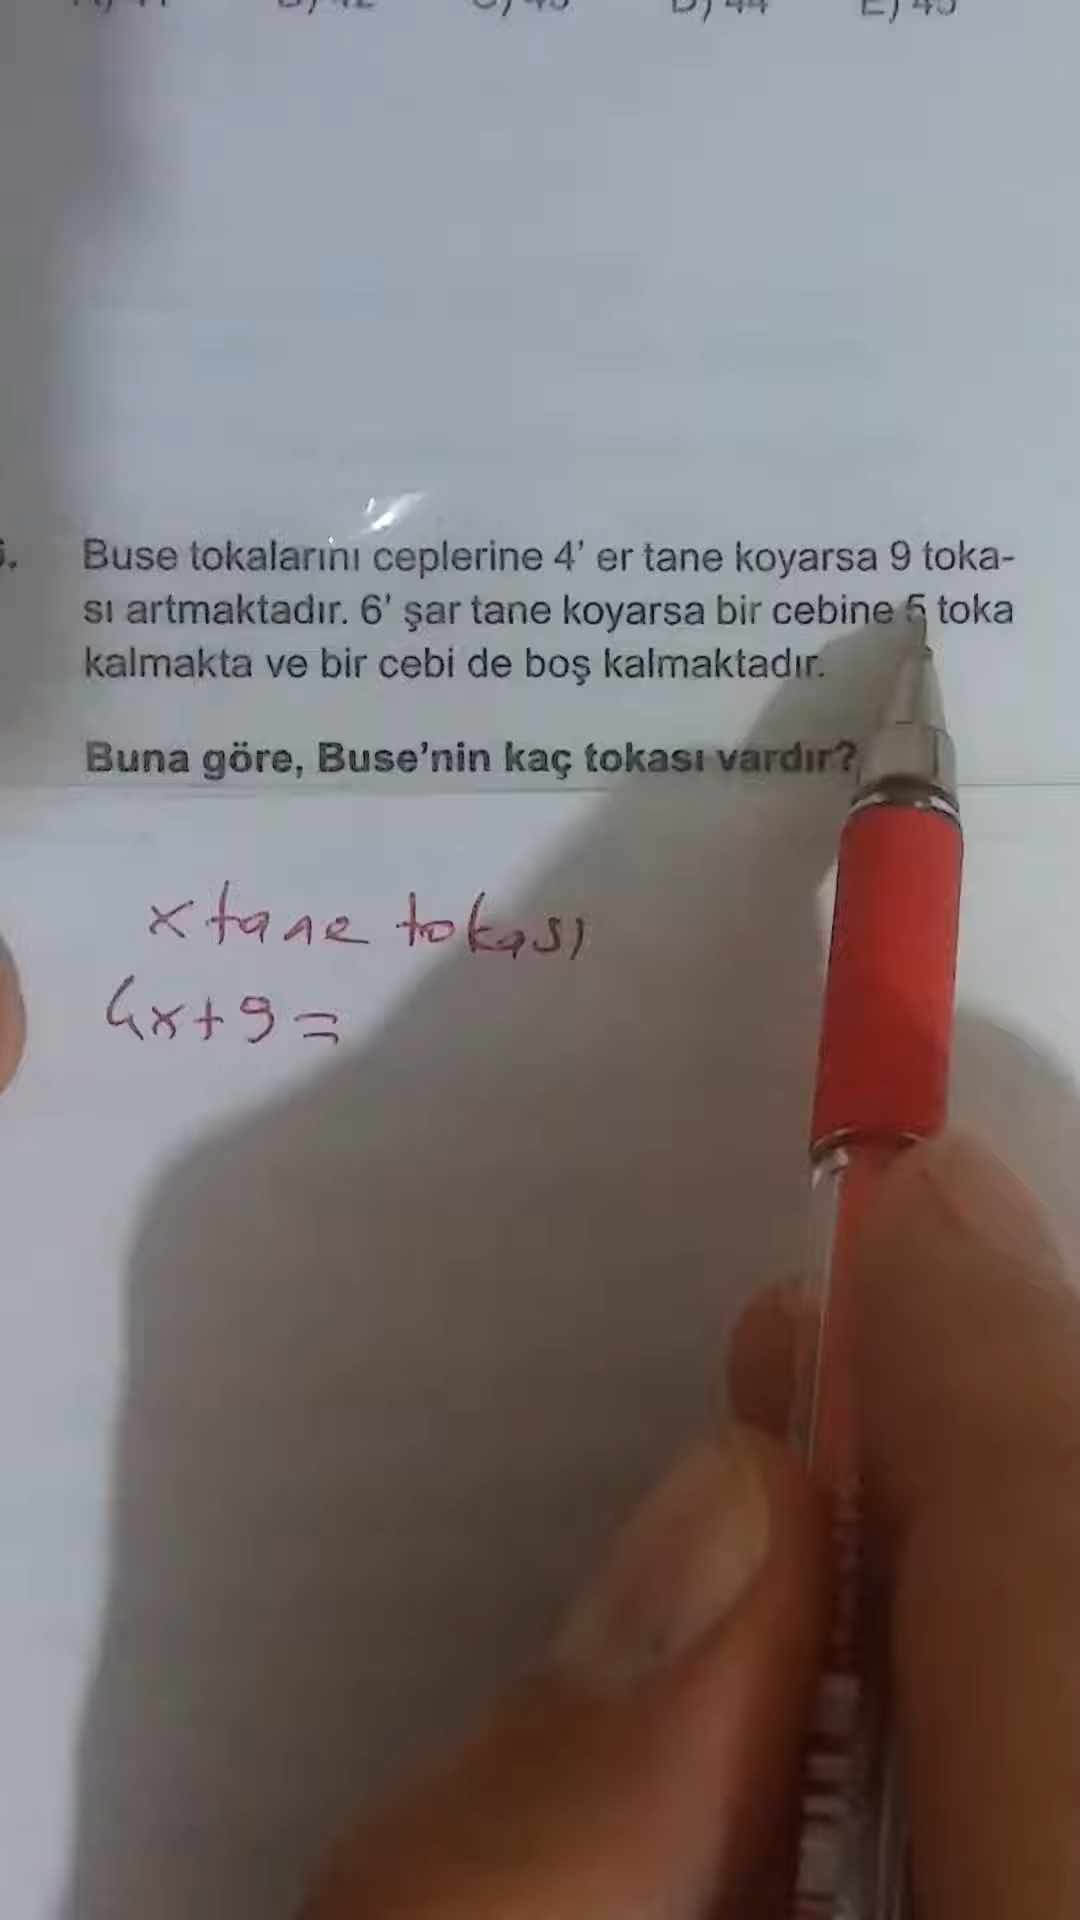 Buse tokalarını ceplerine 4' er tane koyarsa 9 toka-
sı artmaktadır. 6' şar tane koyarsa bir cebine 5 toka
kalmakta ve bir cebi de boş kalmaktadır.
Buna göre, Buse'nin kaç tokası vardır?
x tane tokası
4x+9=